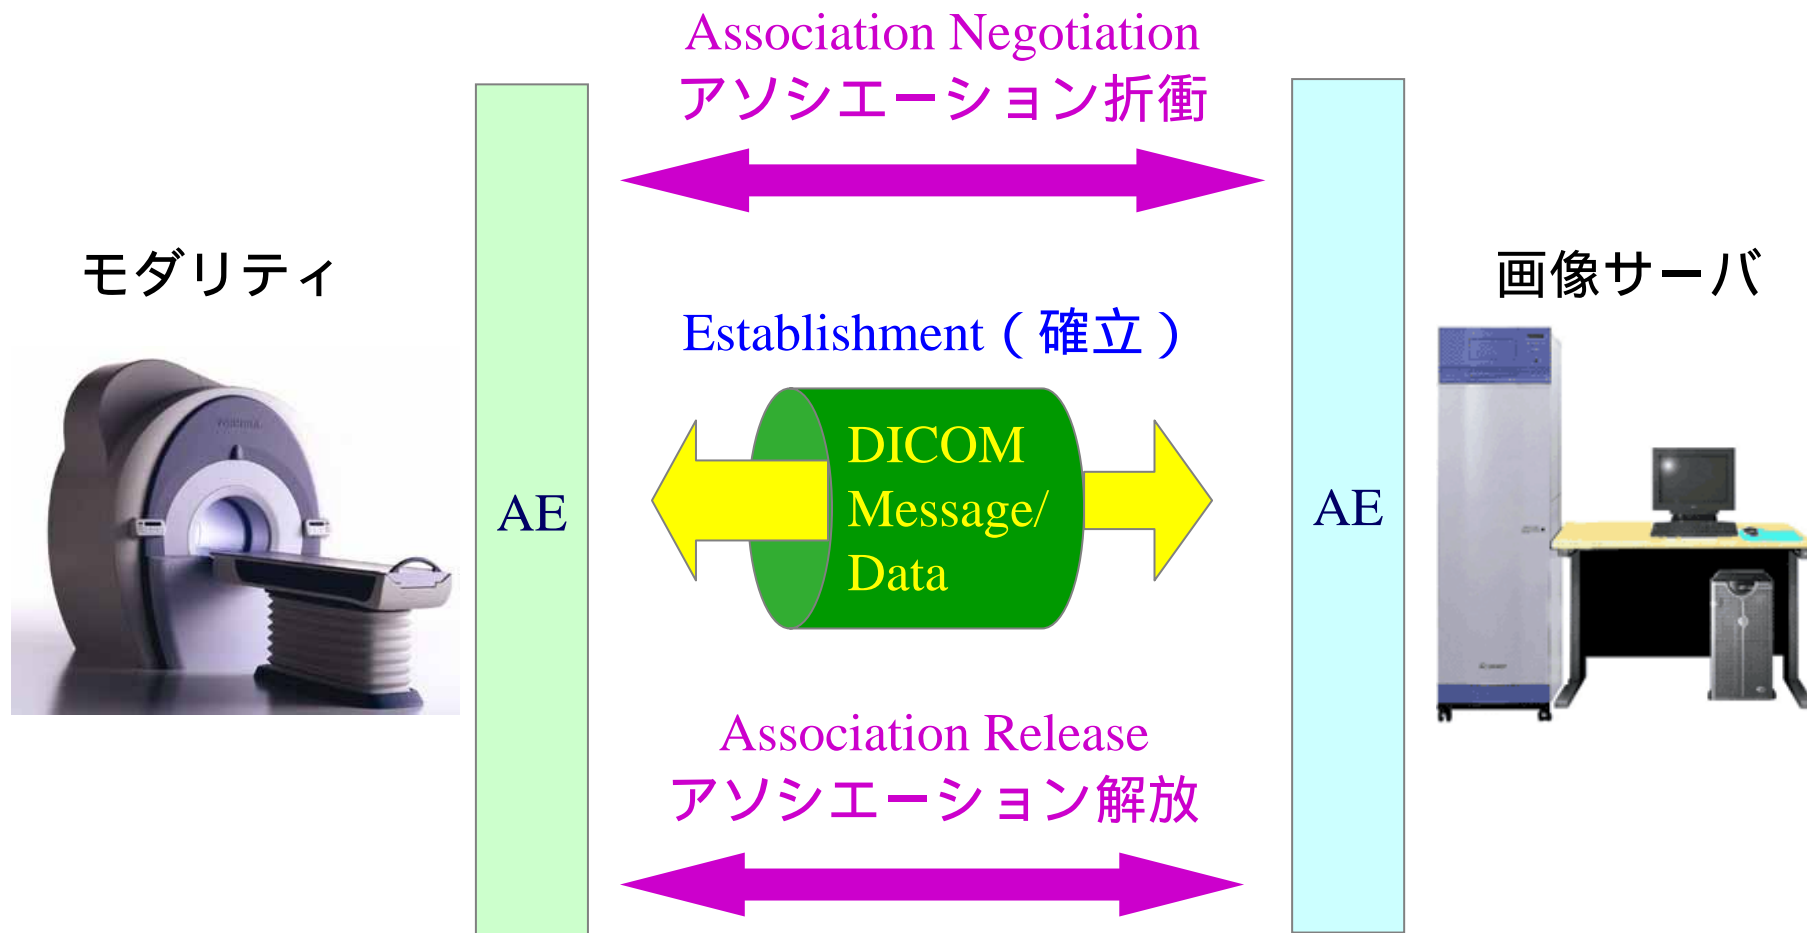 Association Negotiation
アソシエーション折衝
モダリティ
画像サーバ
Establishment（確立）
AE
DICOM
Message/
Data
AE
Association Release
アソシエーション解放